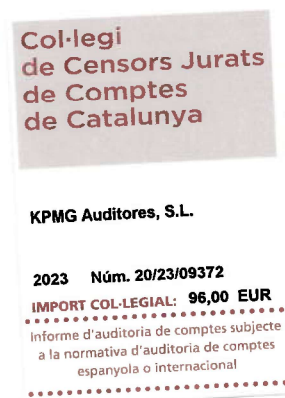 Col·legi
de Censors Jurats
de Comptes
de Catalunya
KPMG Auditores, S.L.
2023 Núm. 20/23/09372
IMPORT COL·LEGIAL: 96,00 EUR
Informe d'auditoria de comptes subjecte
a la normativa d'auditoria de comptes
espanyola o internacional